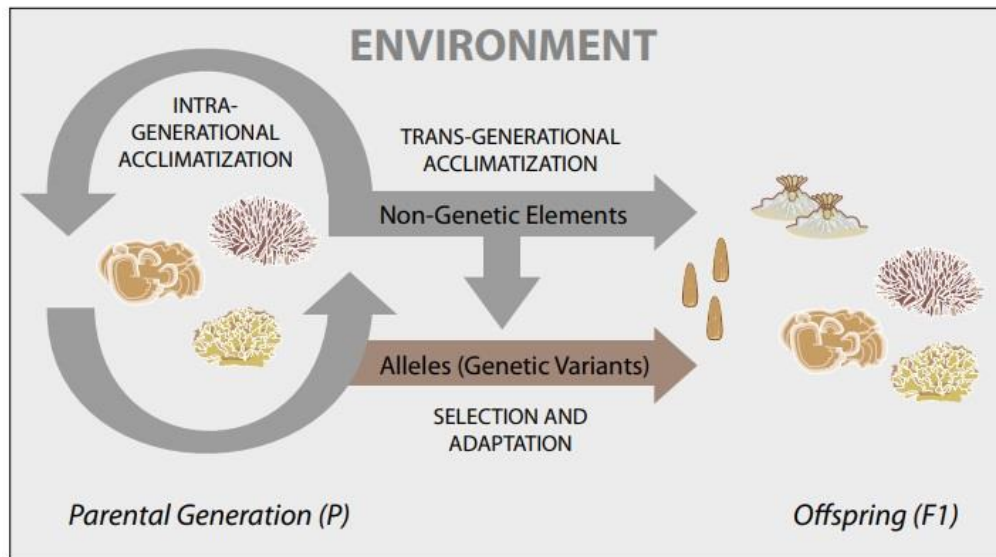 ENVIRONMENT
INTRA-
GENERATIONAL
ACCLIMATIZATION
TRANS-GENERATIONAL
ACCLIMATIZATION
Non-Genetic Elements
Alleles (Genetic Variants)
SELECTION AND
ADAPTATION
Parental Generation (P)
Offspring (F1)